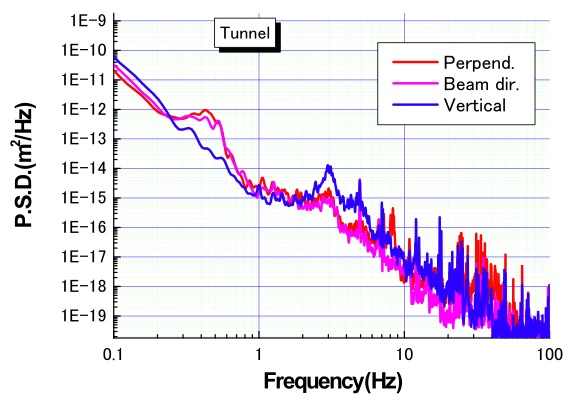 Tunnel
Perpend.
Beam dir.
Vertical
P.S.D.(m²/Hz)
1E-9
1E-10
1E-11
1E-12
1E-13
1E-14
1E-15
1E-16
1E-17
1E-18
1E-19
0.1 1 10 100
Frequency(Hz)